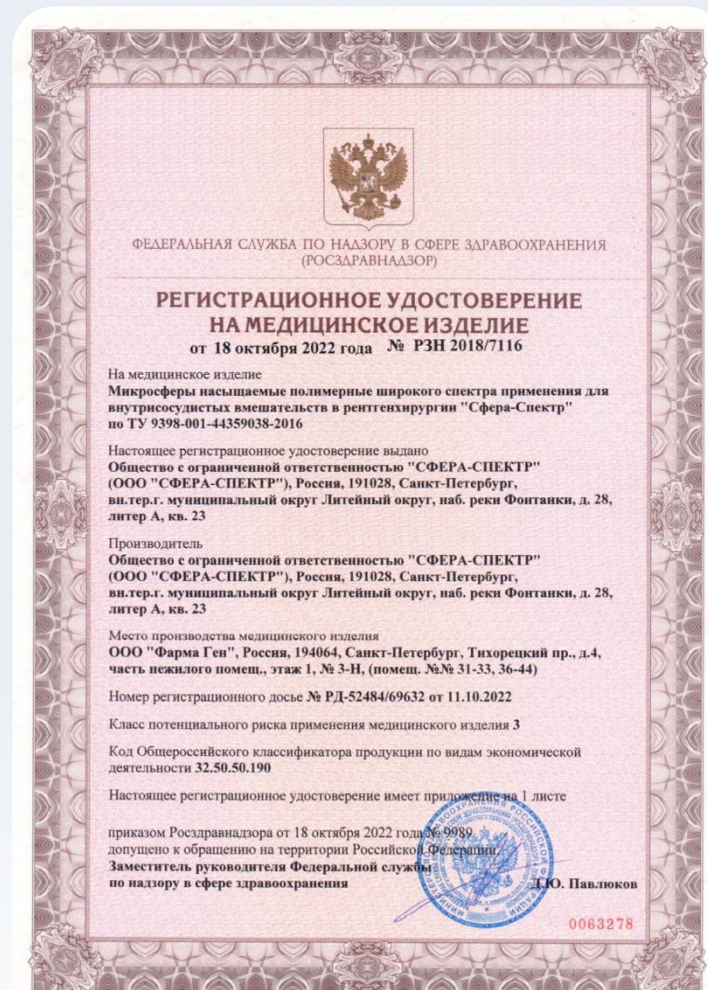 ФЕДЕРАЛЬНАЯ СЛУЖБА ПО НАДЗОРУ В СФЕРЕ ЗДРАВООХРАНЕНИЯ
(РОСЗДРАВНАДЗОР)
РЕГИСТРАЦИОННОЕ УДОСТОВЕРЕНИЕ
НА МЕДИЦИНСКОЕ ИЗДЕЛИЕ
от 18 октября 2022 года № РЗН 2018/7116
На медицинское изделие
Микросферы насыщаемые полимерные широкого спектра применения для
внутрисосудистых вмешательств в рентгенхирургии "Сфера-Спектр"
по ТУ 9398-001-44359038-2016
Настоящее регистрационное удостоверение выдано
Общество с ограниченной ответственностью "СФЕРА-СПЕКТР"
(ООО "СФЕРА-СПЕКТР"), Россия, 191028, Санкт-Петербург,
вн.тер.г. муниципальный округ Литейный округ, наб. реки Фонтанки, д. 28,
литер А, кв. 23
Производитель
Общество с ограниченной ответственностью "СФЕРА-СПЕКТР"
(ООО "СФЕРА-СПЕКТР"), Россия, 191028, Санкт-Петербург,
вн.тер.г. муниципальный округ Литейный округ, наб. реки Фонтанки, д. 28,
литер А, кв. 23
Место производства медицинского изделия
ООО "Фарма Ген", Россия, 194064, Санкт-Петербург, Тихорецкий пр., д.4,
часть нежилого помещ., этаж 1, № 3-Н, (помещ. №№ 31-33, 36-44)
Номер регистрационного досье № РД-52484/69632 от 11.10.2022
Класс потенциального риска применения медицинского изделия 3
Код Общероссийского классификатора продукции по видам экономической
деятельности 32.50.50.190
Настоящее регистрационное удостоверение имеет приложение на 1 листе
приказом Росздравнадзора от 18 октября 2022 года № 9989
допущено к обращению на территории Российской Федерации.
Заместитель руководителя Федеральной службы
по надзору в сфере здравоохранения Д.Ю. Павлюков
0063278